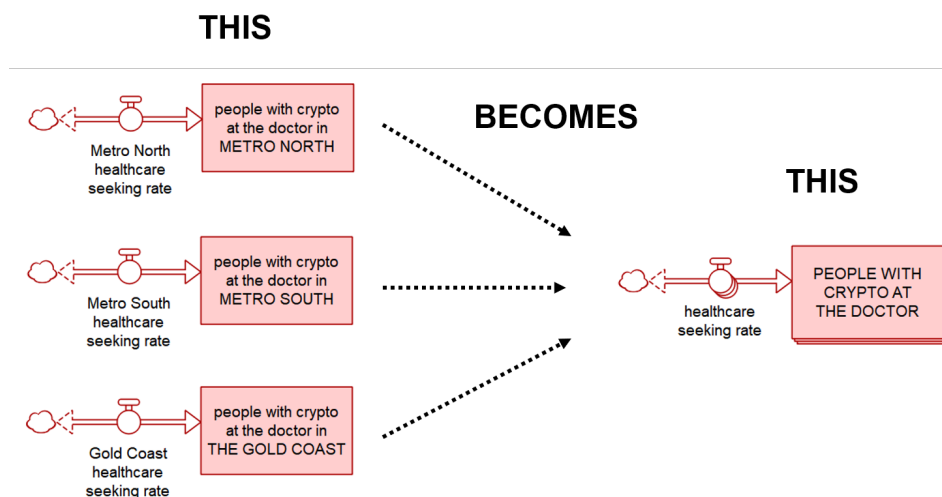 THIS
people with crypto
at the doctor in
METRO NORTH
Metro North
healthcare
seeking rate
BECOMES
THIS
people with crypto
at the doctor in
METRO SOUTH
Metro South
healthcare
seeking rate
PEOPLE WITH
CRYPTO AT
THE DOCTOR
healthcare
seeking rate
people with crypto
at the doctor in
THE GOLD COAST
Gold Coast
healthcare
seeking rate